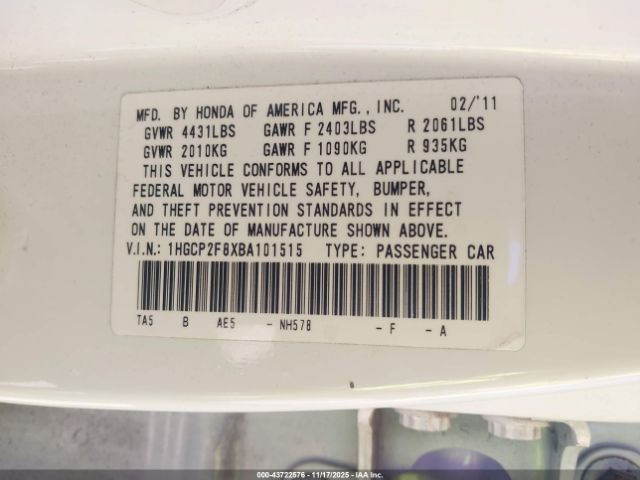 MFD. BY HONDA OF AMERICA MFG., INC. 02/'11
GVWR 4431LBS GAWR F 2403LBS R 2061LBS
GVWR 2010KG GAWR F 1090KG R 935KG
THIS VEHICLE CONFORMS TO ALL APPLICABLE
FEDERAL MOTOR VEHICLE SAFETY, BUMPER,
AND THEFT PREVENTION STANDARDS IN EFFECT
ON THE DATE OF MANUFACTURE SHOWN ABOVE.
V.I.N.: 1HGCP2F8XBA101515 TYPE: PASSENGER CAR
TA5 B AE5 - NH578 - F - A
000-43722576 - 11/17/2025 - IAA Inc.